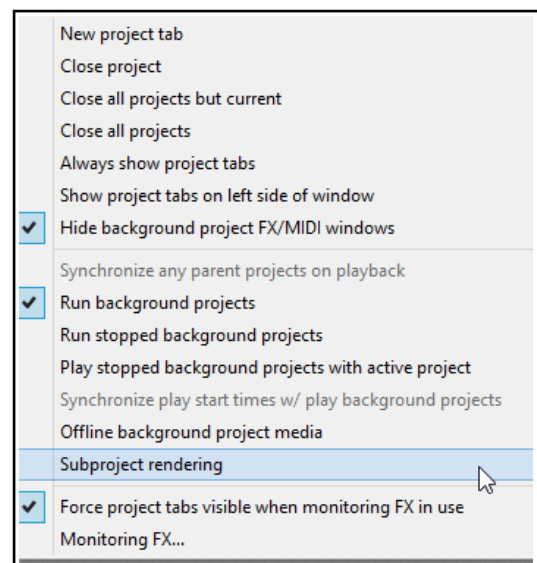 New project tab
Close project
Close all projects but current
Close all projects
Always show project tabs
Show project tabs on left side of window
Hide background project FX/MIDI windows
Synchronize any parent projects on playback
Run background projects
Run stopped background projects
Play stopped background projects with active project
Synchronize play start times w/ play background projects
Offline background project media
Subproject rendering
Force project tabs visible when monitoring FX in use
Monitoring FX...